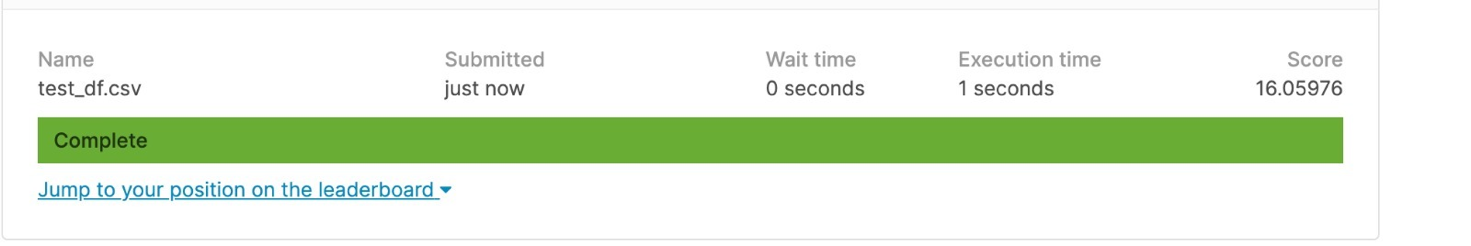 Name Submitted Wait time Execution time Score
test_df.csv just now 0 seconds 1 seconds 16.05976
Complete
Jump to your position on the leaderboard